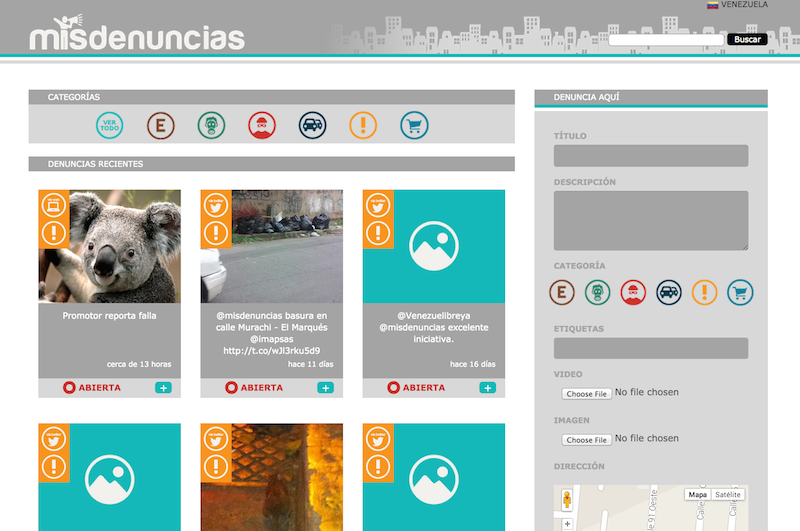 VENEZUELA
misdenuncias
Buscar
CATEGORÍAS
VER
TODO
E
DENUNCIAS RECIENTES
Promotor reporta falla
cerca de 13 horas
ABIERTA
@misdenuncias basura en
calle Murachi - El Marqués
@imapsas
http://t.co/wJl3rku5d9
hace 11 días
ABIERTA
@Venezuelibreya
@misdenuncias excelente
iniciativa.
hace 16 días
ABIERTA
DENUNCIA AQUÍ
TÍTULO
DESCRIPCIÓN
CATEGORÍA
E
ETIQUETAS
VIDEO
Choose File No file chosen
IMAGEN
Choose File No file chosen
DIRECCIÓN
Mapa Satélite
Calle 91 Oeste